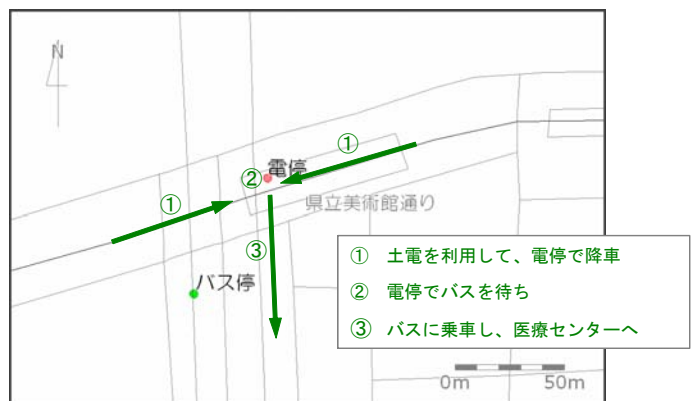 N
①
電停
②
県立美術館通り
①
③
バス停
① 土電を利用して、電停で降車
② 電停でバスを待ち
③ バスに乗車し、医療センターへ
0m 50m